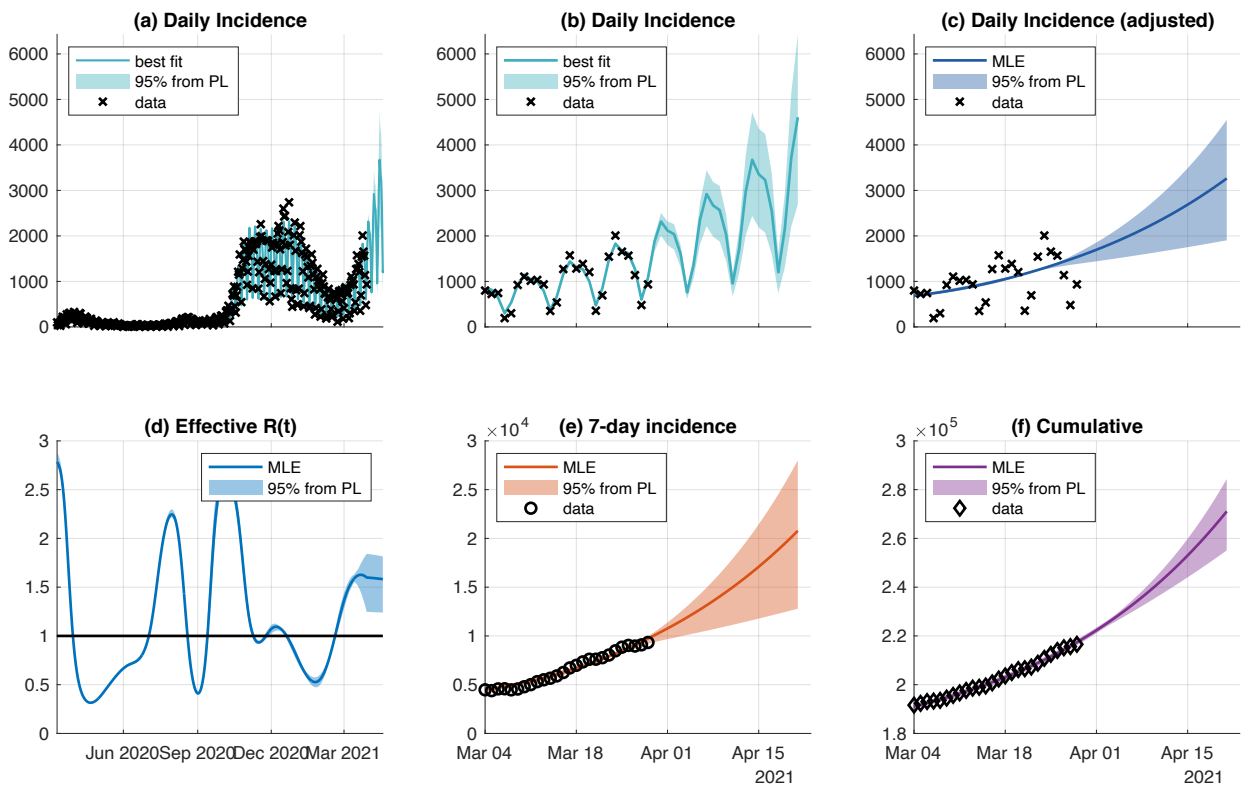 (a) Daily Incidence
6000
5000
4000
3000
2000
1000
0
best fit
95% from PL
data
(b) Daily Incidence
6000
5000
4000
3000
2000
1000
0
best fit
95% from PL
data
(c) Daily Incidence (adjusted)
6000
5000
4000
3000
2000
1000
0
MLE
95% from PL
data
(d) Effective R(t)
3
2.5
2
1.5
1
0.5
0
MLE
95% from PL
Jun 2020 Sep 2020 Dec 2020 Mar 2021
(e) 7-day incidence
×10^4
3
2.5
2
1.5
1
0.5
0
MLE
95% from PL
data
Mar 04 Mar 18 Apr 01 Apr 15
2021
(f) Cumulative
×10^5
3
2.8
2.6
2.4
2.2
2
1.8
MLE
95% from PL
data
Mar 04 Mar 18 Apr 01 Apr 15
2021